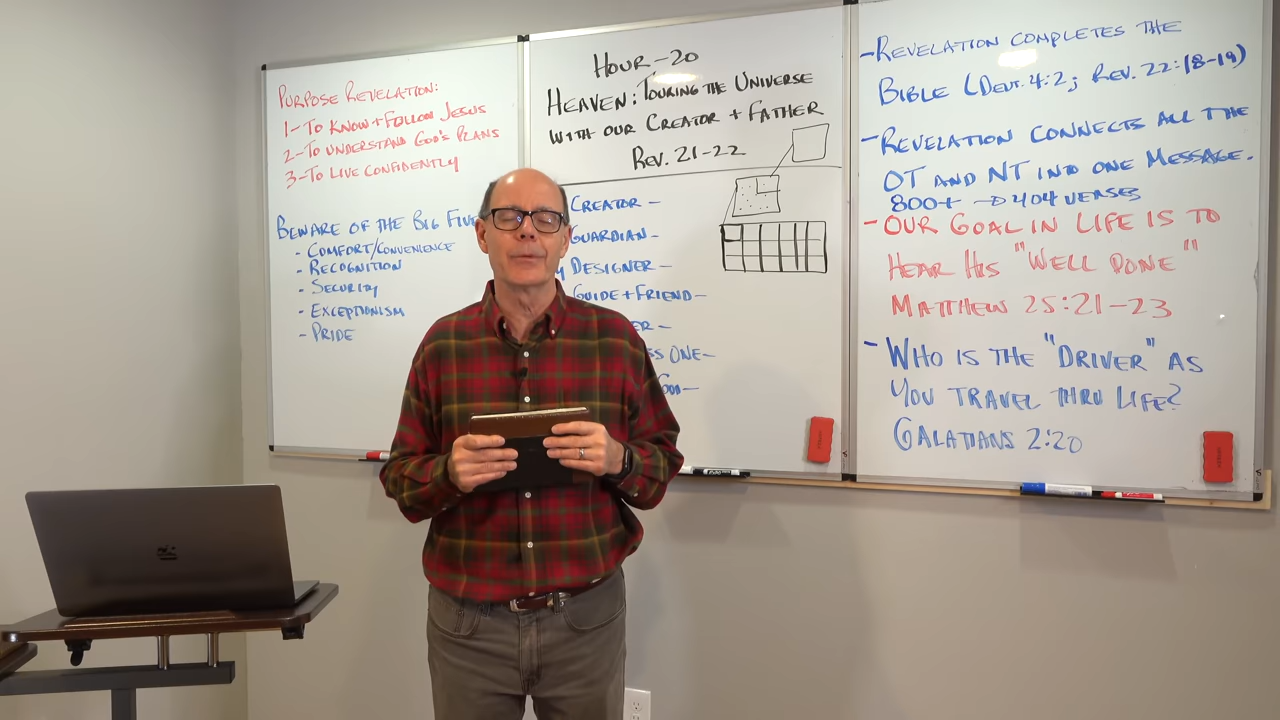 PURPOSE REVELATION:
1- TO KNOW + FOLLOW JESUS
2- TO UNDERSTAND GOD'S PLANS
3- TO LIVE CONFIDENTLY
BEWARE OF THE BIG FIVE
- COMFORT/CONVENIENCE
- RECOGNITION
- SECURITY
- EXCEPTIONISM
- PRIDE
HOUR-20
HEAVEN: TOURING THE UNIVERSE
WITH OUR CREATOR + FATHER
REV. 21-22
CREATOR -
GUARDIAN -
DESIGNER -
GUIDE + FRIEND -
ONE -
- REVELATION COMPLETES THE
BIBLE (DEUT. 4:2; REV. 22:18-19)
- REVELATION CONNECTS ALL THE
OT AND NT INTO ONE MESSAGE.
800+ → 404 VERSES
- OUR GOAL IN LIFE IS TO
HEAR HIS "WELL DONE"
MATTHEW 25:21-23
- WHO IS THE "DRIVER" AS
YOU TRAVEL THRU LIFE?
GALATIANS 2:20